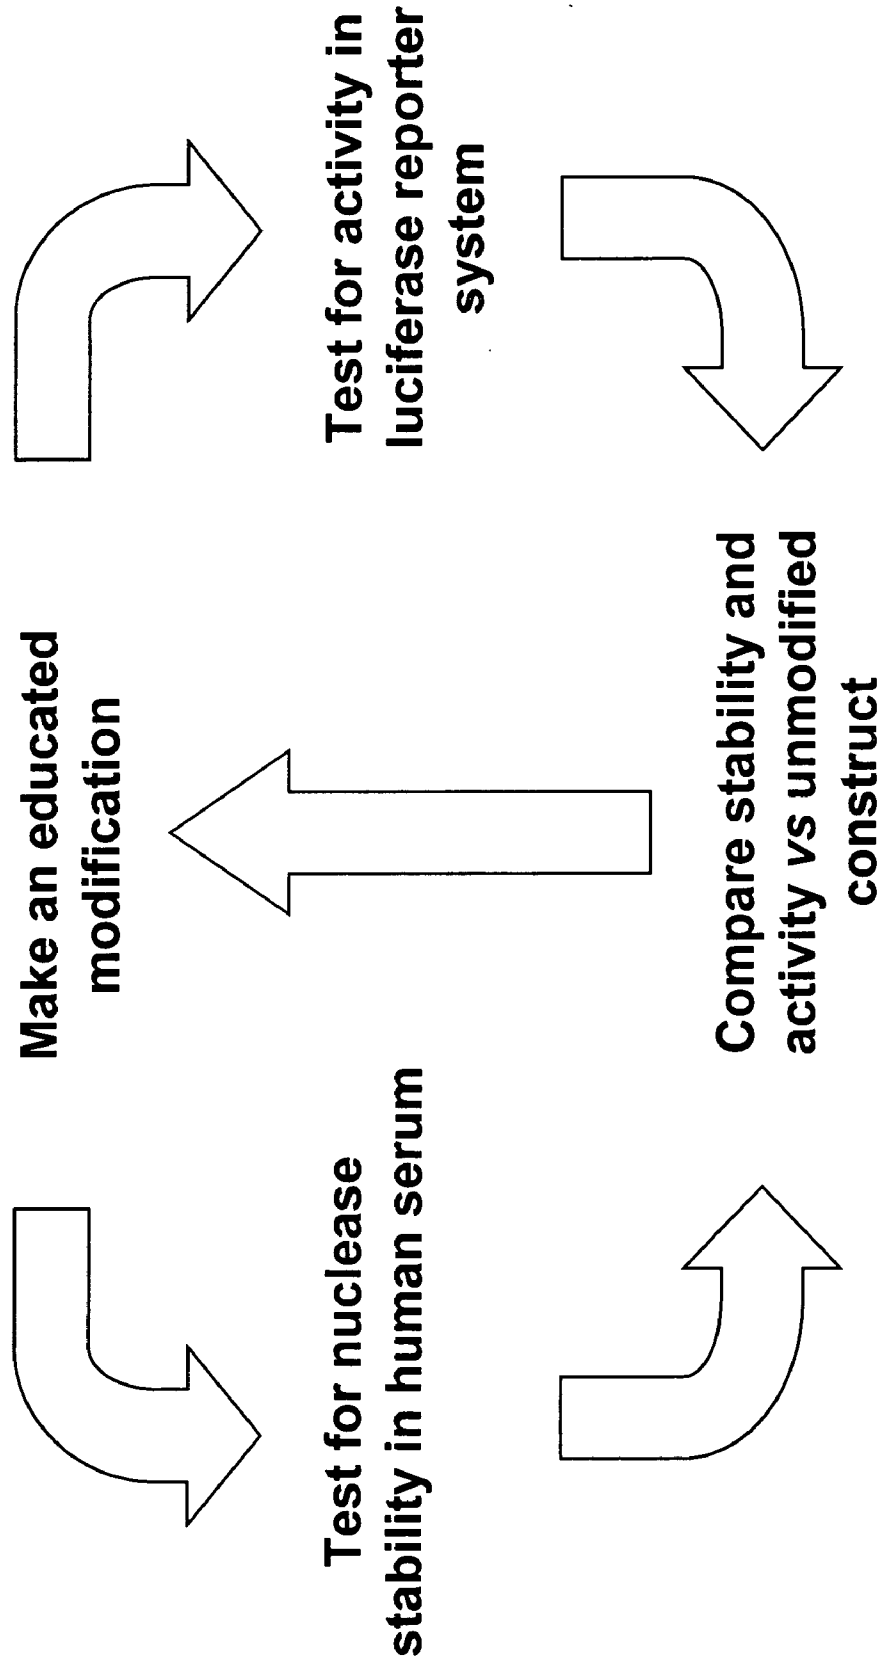 Make an educated
modification
Test for nuclease
stability in human serum
Test for activity in
luciferase reporter
system
Compare stability and
activity vs unmodified
construct